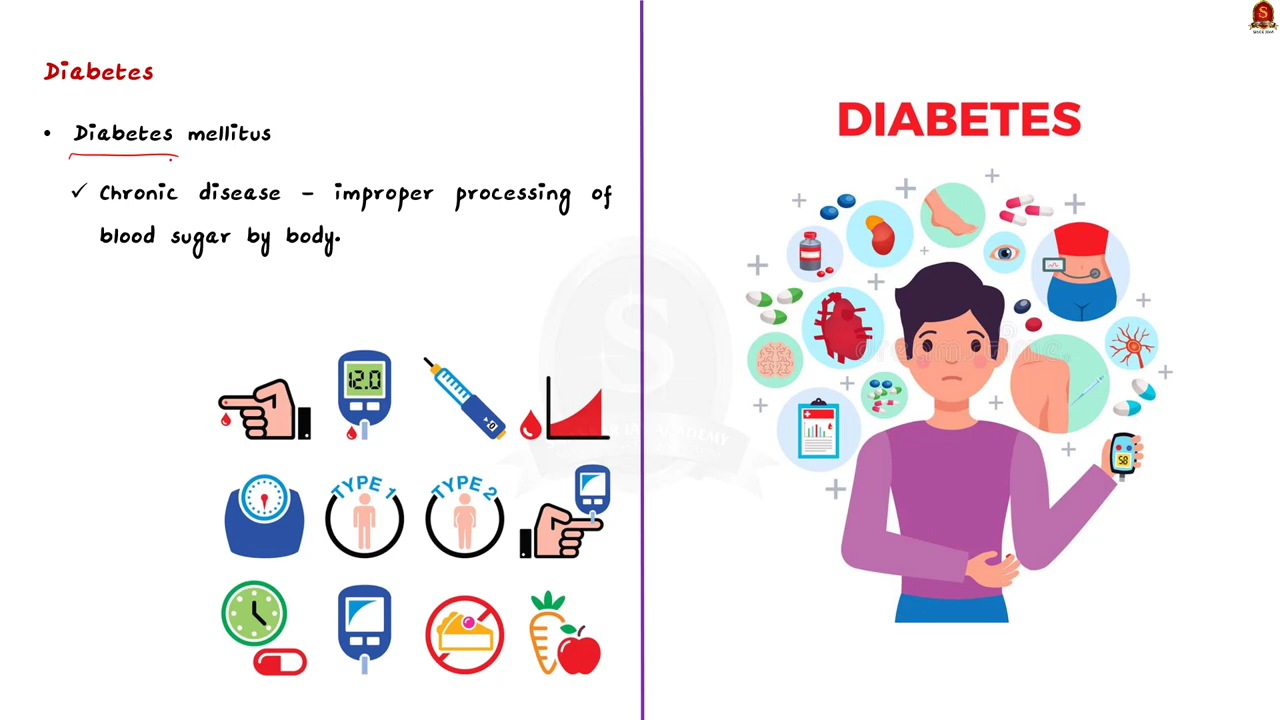 Diabetes
• Diabetes mellitus
✓ Chronic disease – improper processing of
blood sugar by body.
12.0
TYPE 1
TYPE 2
DIABETES
58
S